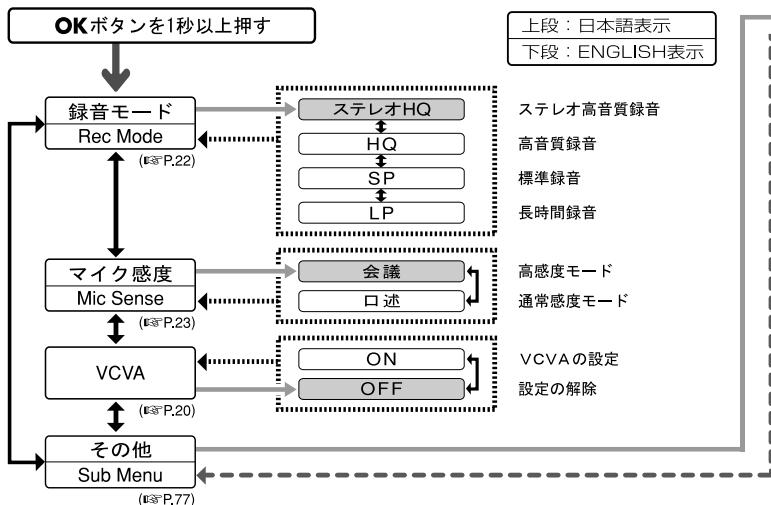 OKボタンを1秒以上押す
上段：日本語表示
下段：ENGLISH表示
録音モード
Rec Mode
(☞P.22)
ステレオHQ
ステレオ高音質録音
HQ
高音質録音
SP
標準録音
LP
長時間録音
マイク感度
Mic Sense
(☞P.23)
会議
高感度モード
口述
通常感度モード
VCVA
(☞P.20)
ON
VCVAの設定
OFF
設定の解除
その他
Sub Menu
(☞P.77)